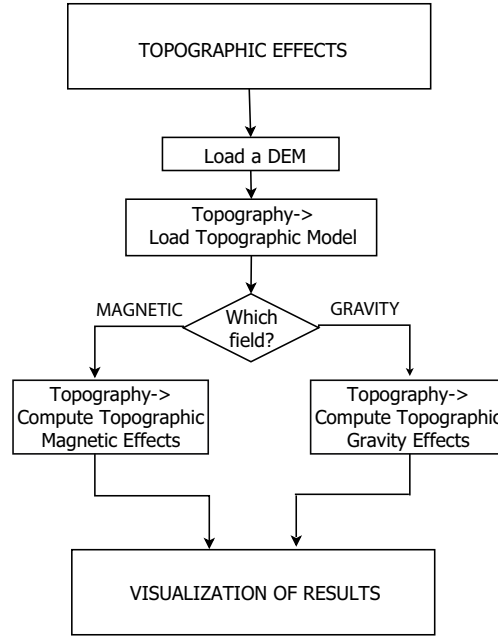 TOPOGRAPHIC EFFECTS
Load a DEM
Topography->
Load Topographic Model
MAGNETIC
Which
field?
GRAVITY
Topography->
Compute Topographic
Magnetic Effects
Topography->
Compute Topographic
Gravity Effects
VISUALIZATION OF RESULTS